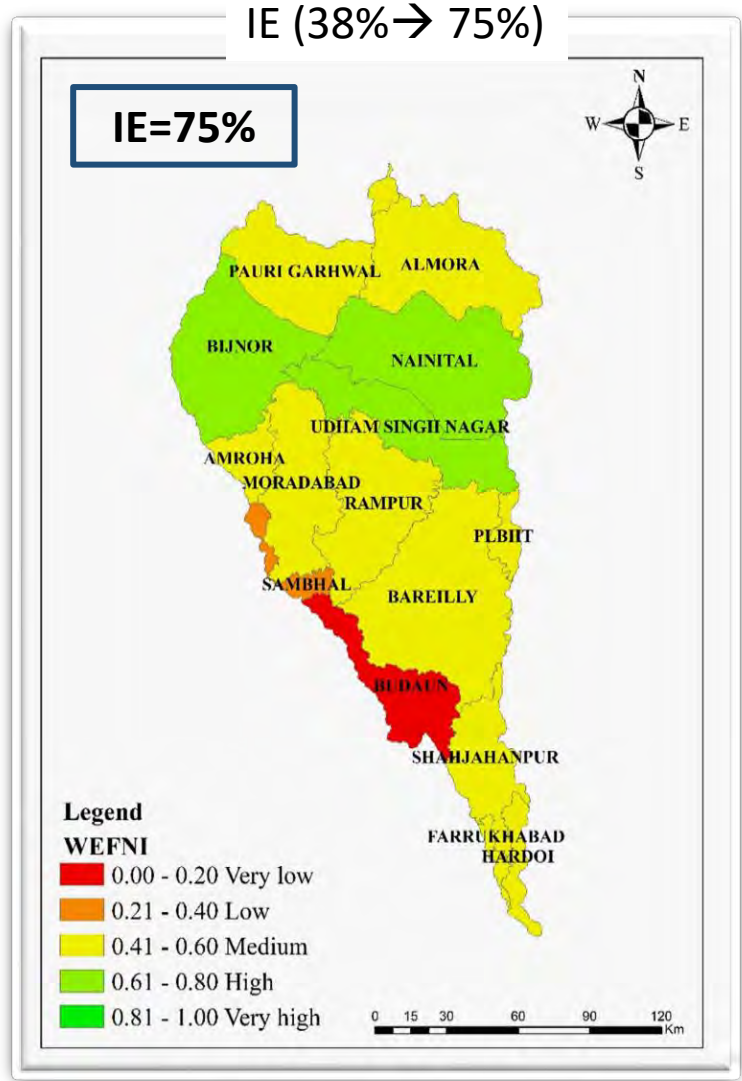 IE (38%→ 75%)
IE=75%
N
W E
S
PAURI GARHWAL
ALMORA
BIJNOR
NAINITAL
UDHAM SINGH NAGAR
AMROHA
MORADABAD
RAMPUR
PLBHIT
SAMBHAL
BAREILLY
BUDAUN
SHAHJAHANPUR
FARRUKHABAD
HARDOI
Legend
WEFNI
0.00 - 0.20 Very low
0.21 - 0.40 Low
0.41 - 0.60 Medium
0.61 - 0.80 High
0.81 - 1.00 Very high
0 15 30 60 90 120
Km